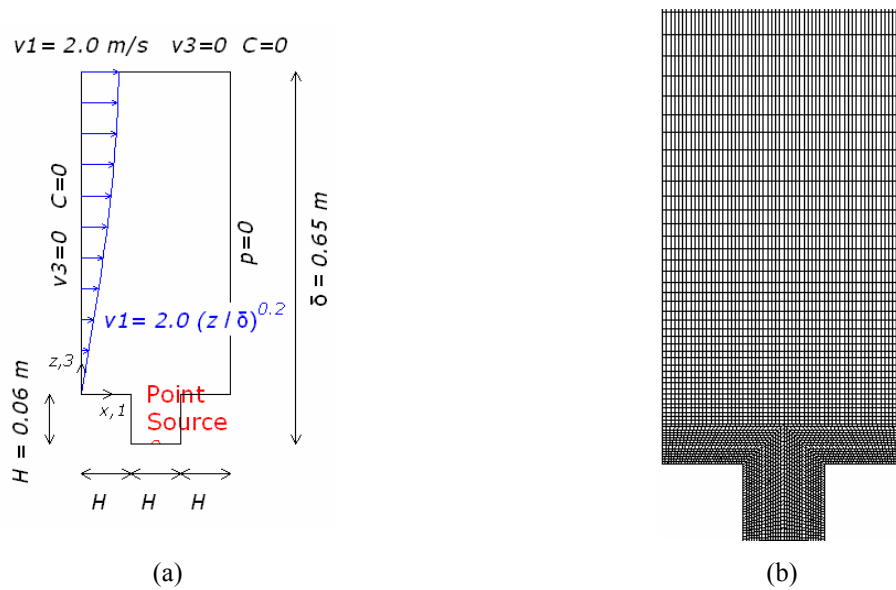 v1= 2.0 m/s v3=0 C=0
v3=0 C=0
p=0
δ = 0.65 m
v1= 2.0 (z / δ)^0.2
z,3
x,1
Point
Source
H = 0.06 m
H H H
(a) (b)